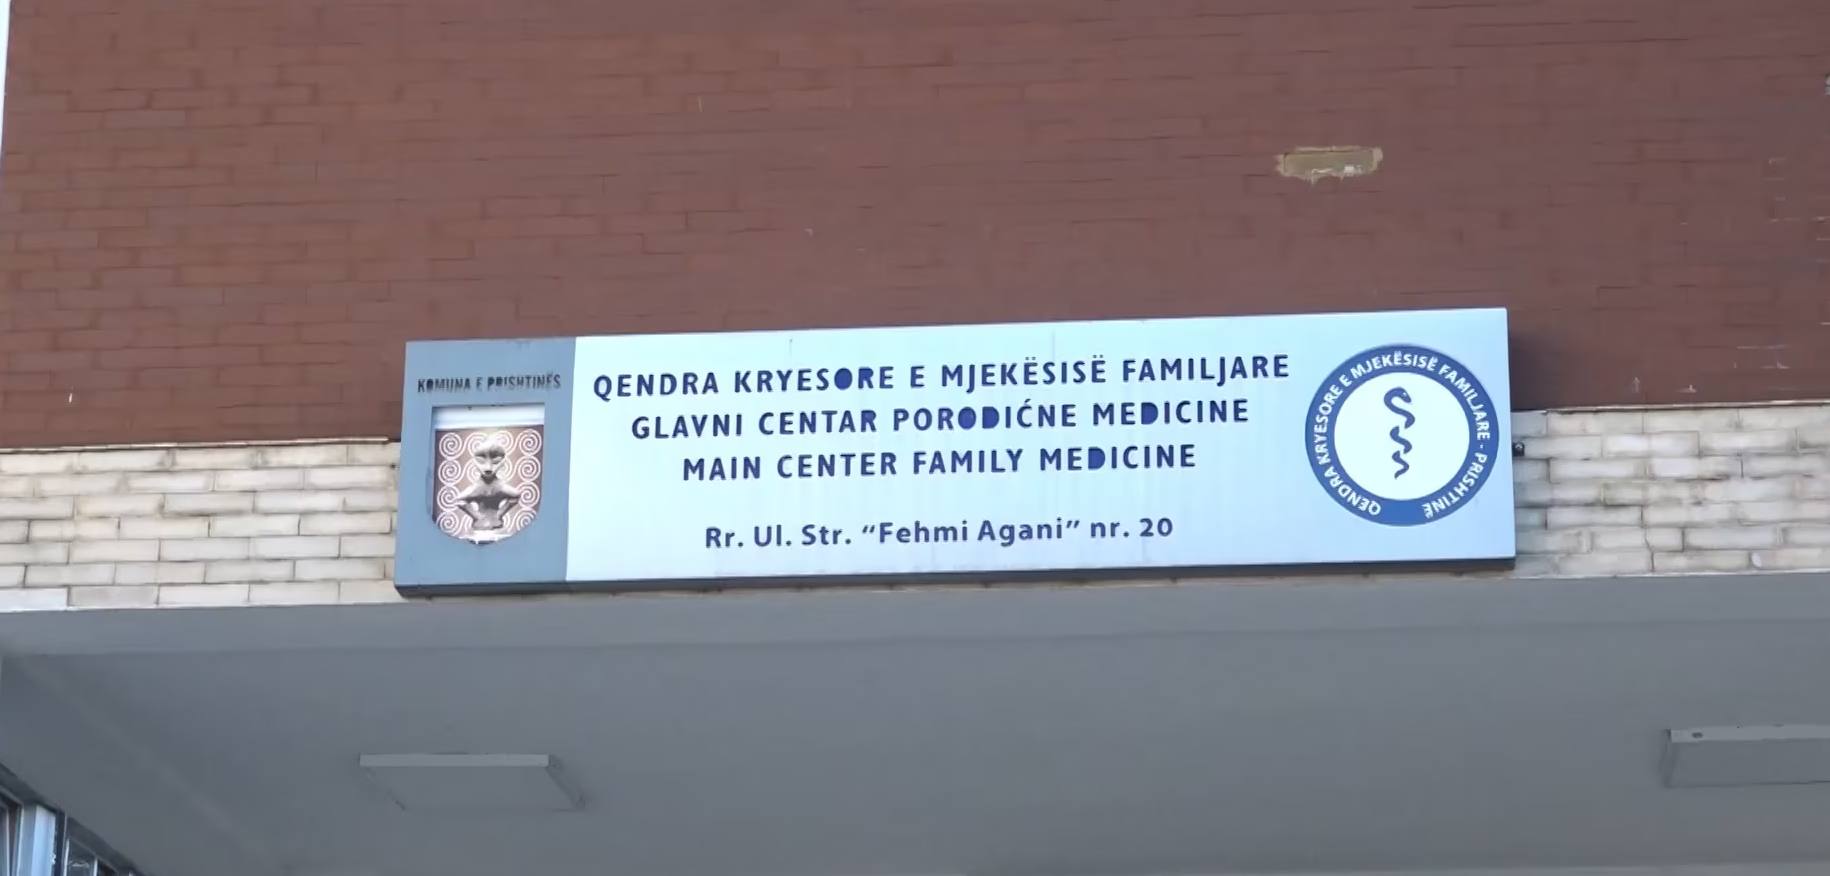 KOMUNA E PRISHTINËS
QENDRA KRYESORE E MJEKËSISË FAMILJARE
GLAVNI CENTAR PORODIĆNE MEDICINE
MAIN CENTER FAMILY MEDICINE
Rr. Ul. Str. “Fehmi Agani” nr. 20
QENDRA KRYESORE E MJEKËSISË FAMILJARE - PRISHTINË